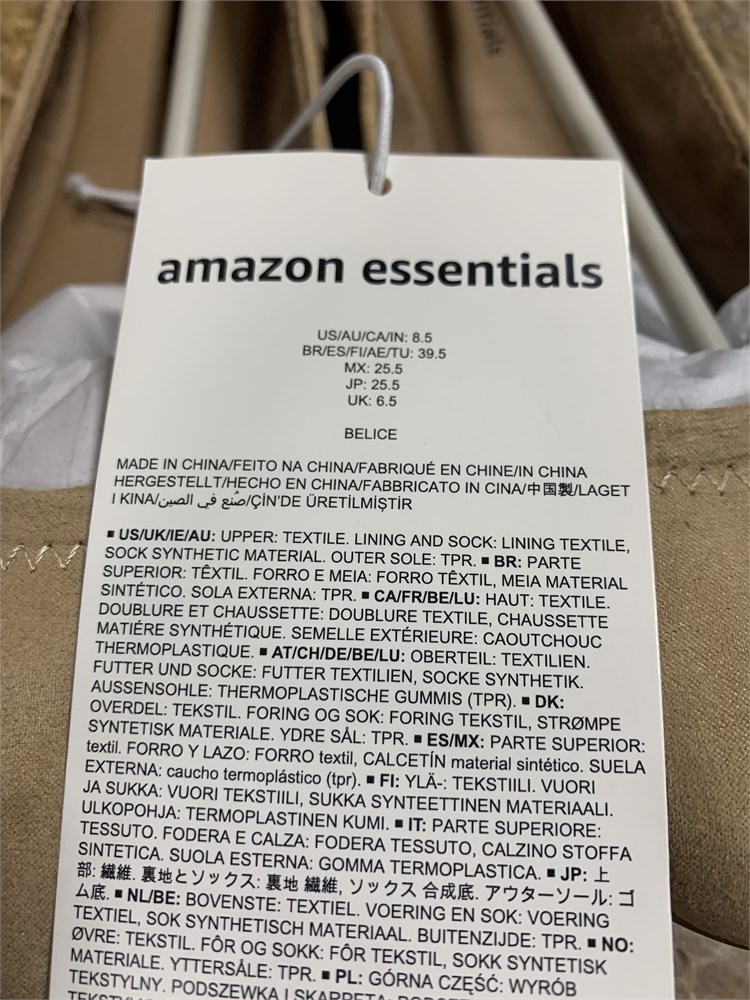 entials
amazon essentials
US/AU/CA/IN: 8.5
BR/ES/FI/AE/TU: 39.5
MX: 25.5
JP: 25.5
UK: 6.5
BELICE
MADE IN CHINA/FEITO NA CHINA/FABRIQUÉ EN CHINE/IN CHINA
HERGESTELLT/HECHO EN CHINA/FABBRICATO IN CINA/中国製/LAGET
I KINA/صُنع في الصين/ÇİN'DE ÜRETİLMİŞTİR
▪ US/UK/IE/AU: UPPER: TEXTILE. LINING AND SOCK: LINING TEXTILE,
SOCK SYNTHETIC MATERIAL. OUTER SOLE: TPR. ▪ BR: PARTE
SUPERIOR: TÊXTIL. FORRO E MEIA: FORRO TÊXTIL, MEIA MATERIAL
SINTÉTICO. SOLA EXTERNA: TPR. ▪ CA/FR/BE/LU: HAUT: TEXTILE.
DOUBLURE ET CHAUSSETTE: DOUBLURE TEXTILE, CHAUSSETTE
MATIÉRE SYNTHÉTIQUE. SEMELLE EXTÉRIEURE: CAOUTCHOUC
THERMOPLASTIQUE. ▪ AT/CH/DE/BE/LU: OBERTEIL: TEXTILIEN.
FUTTER UND SOCKE: FUTTER TEXTILIEN, SOCKE SYNTHETIK.
AUSSENSOHLE: THERMOPLASTISCHE GUMMIS (TPR). ▪ DK:
OVERDEL: TEKSTIL. FORING OG SOK: FORING TEKSTIL, STRØMPE
SYNTETISK MATERIALE. YDRE SÅL: TPR. ▪ ES/MX: PARTE SUPERIOR:
textil. FORRO Y LAZO: FORRO textil, CALCETÍN material sintético. SUELA
EXTERNA: caucho termoplástico (tpr). ▪ FI: YLÄ-: TEKSTIILI. VUORI
JA SUKKA: VUORI TEKSTIILI, SUKKA SYNTEETTINEN MATERIAALI.
ULKOPOHJA: TERMOPLASTINEN KUMI. ▪ IT: PARTE SUPERIORE:
TESSUTO. FODERA E CALZA: FODERA TESSUTO, CALZINO STOFFA
SINTETICA. SUOLA ESTERNA: GOMMA TERMOPLASTICA. ▪ JP: 上
部: 繊維. 裏地とソックス: 裏地 繊維, ソックス 合成底. アウターソール: ゴ
ム底. ▪ NL/BE: BOVENSTE: TEXTIEL. VOERING EN SOK: VOERING
TEXTIEL, SOK SYNTHETISCH MATERIAAL. BUITENZIJDE: TPR. ▪ NO:
ØVRE: TEKSTIL. FÔR OG SOKK: FÔR TEKSTIL, SOKK SYNTETISK
MATERIALE. YTTERSÅLE: TPR. ▪ PL: GÓRNA CZĘŚĆ: WYRÓB
TEKSTYLNY. PODSZEWKA I SKARPETA: